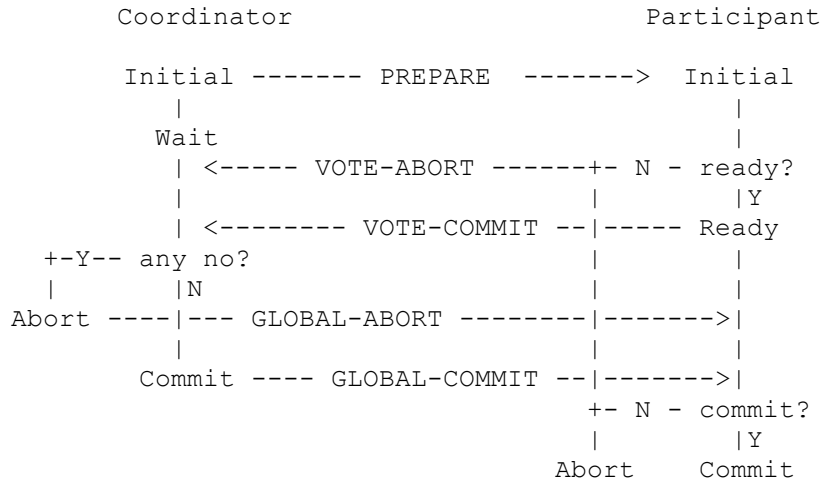 Coordinator Participant
Initial ------- PREPARE -------> Initial
| |
Wait |
| <----- VOTE-ABORT ------+- N - ready?
| | |Y
| <-------- VOTE-COMMIT --|----- Ready
+-Y-- any no? | |
| |N | |
Abort ----|--- GLOBAL-ABORT --------|------->|
| | |
Commit ---- GLOBAL-COMMIT --|------->|
+- N - commit?
| |Y
Abort Commit